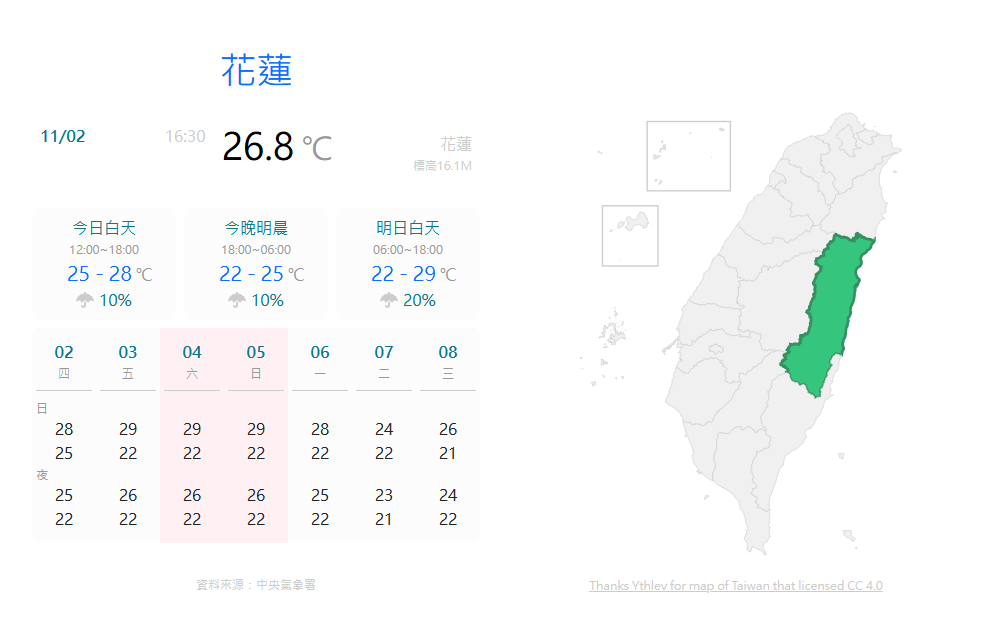 花蓮
11/02 16:30 26.8 ℃ 花蓮
標高16.1M
今日白天 今晚明晨 明日白天
12:00~18:00 18:00~06:00 06:00~18:00
25 - 28 ℃ 22 - 25 ℃ 22 - 29 ℃
10% 10% 20%
02 03 04 05 06 07 08
四 五 六 日 一 二 三
日
28 29 29 29 28 24 26
25 22 22 22 22 22 21
夜
25 26 26 26 25 23 24
22 22 22 22 22 21 22
資料來源：中央氣象署
Thanks Ythlev for map of Taiwan that licensed CC 4.0